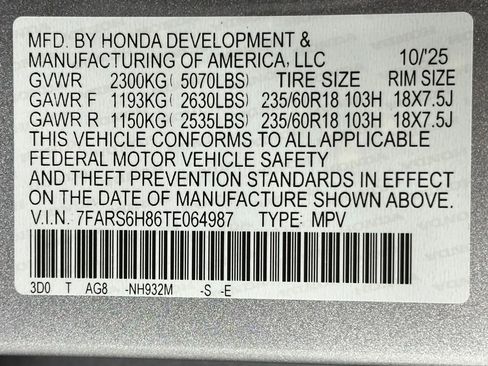 MFD. BY HONDA DEVELOPMENT &
MANUFACTURING OF AMERICA, LLC 10/'25
GVWR 2300KG( 5070LBS) TIRE SIZE RIM SIZE
GAWR F 1193KG( 2630LBS) 235/60R18 103H 18X7.5J
GAWR R 1150KG( 2535LBS) 235/60R18 103H 18X7.5J
THIS VEHICLE CONFORMS TO ALL APPLICABLE
FEDERAL MOTOR VEHICLE SAFETY
AND THEFT PREVENTION STANDARDS IN EFFECT
ON THE DATE OF MANUFACTURE SHOWN ABOVE.
V.I.N. 7FARS6H86TE064987 TYPE: MPV
3D0 T AG8 -NH932M -S -E